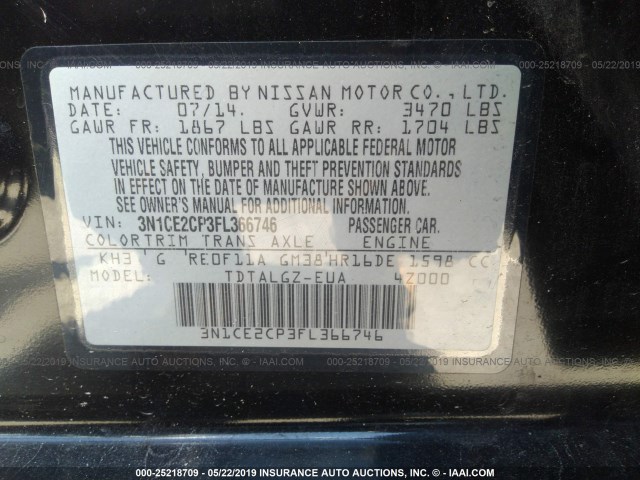 MANUFACTURED BY NISSAN MOTOR CO., LTD.
DATE: 07/14. GVWR: 3470 LBS
GAWR FR: 1867 LBS GAWR RR: 1704 LBS
THIS VEHICLE CONFORMS TO ALL APPLICABLE FEDERAL MOTOR
VEHICLE SAFETY, BUMPER AND THEFT PREVENTION STANDARDS
IN EFFECT ON THE DATE OF MANUFACTURE SHOWN ABOVE.
SEE OWNER'S MANUAL FOR ADDITIONAL INFORMATION.
VIN: 3N1CE2CP3FL366746 PASSENGER CAR.
COLOR TRIM TRANS AXLE ENGINE
KH3 G RE0F11A GM38 HR16DE 1598 CC
MODEL: TDTALGZ-EUA 4Z000
3N1CE2CP3FL366746
000-25218709 - 05/22/2019 INSURANCE AUTO AUCTIONS, INC. - IAAI.COM